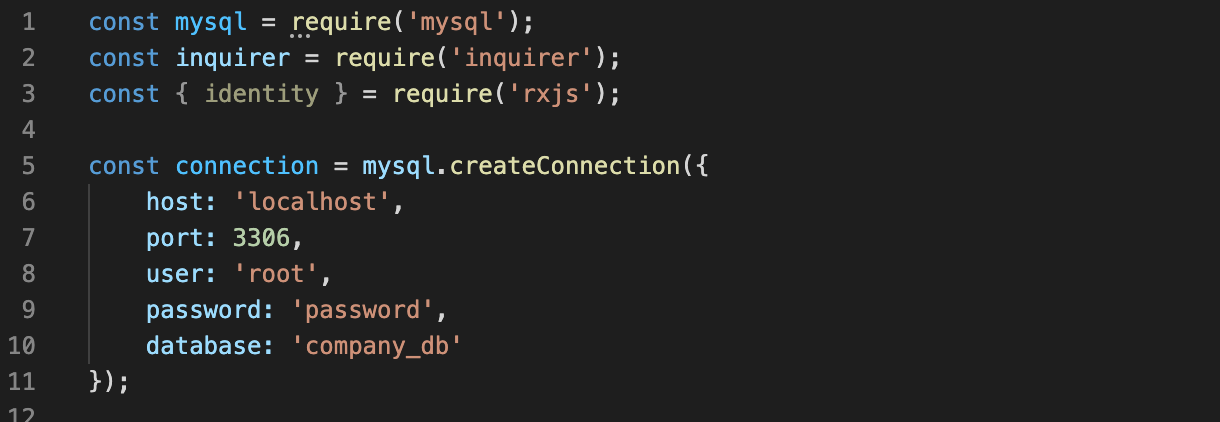 1 const mysql = require('mysql');
2 const inquirer = require('inquirer');
3 const { identity } = require('rxjs');
4
5 const connection = mysql.createConnection({
6 host: 'localhost',
7 port: 3306,
8 user: 'root',
9 password: 'password',
10 database: 'company_db'
11 });
12